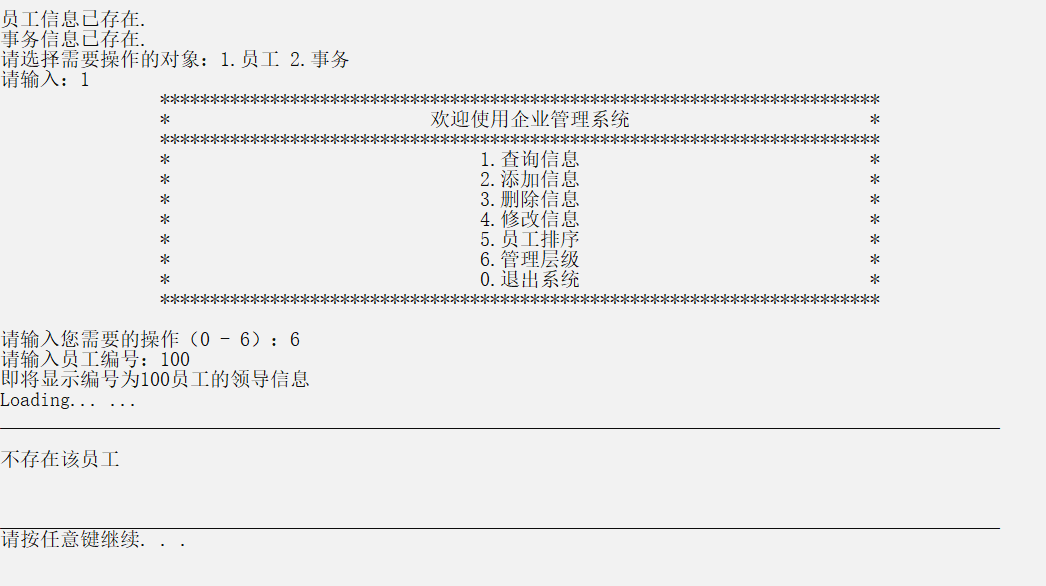 员工信息已存在.
事务信息已存在.
请选择需要操作的对象：1.员工 2.事务
请输入：1
************************************************************************
*                          欢迎使用企业管理系统                        *
************************************************************************
*                               1.查询信息                             *
*                               2.添加信息                             *
*                               3.删除信息                             *
*                               4.修改信息                             *
*                               5.员工排序                             *
*                               6.管理层级                             *
*                               0.退出系统                             *
************************************************************************
请输入您需要的操作（0 - 6）：6
请输入员工编号：100
即将显示编号为100员工的领导信息
Loading... ...
不存在该员工
请按任意键继续. . .